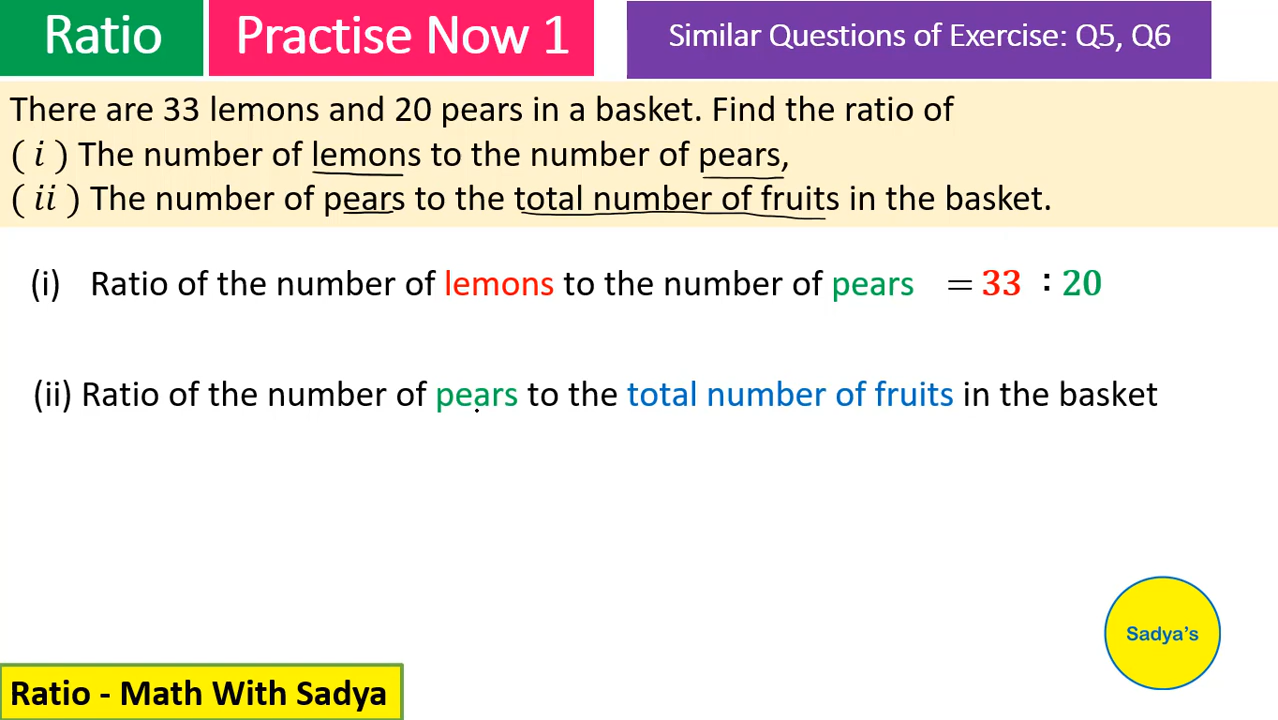 Ratio
Practise Now 1
Similar Questions of Exercise: Q5, Q6
There are 33 lemons and 20 pears in a basket. Find the ratio of
( i ) The number of lemons to the number of pears,
( ii ) The number of pears to the total number of fruits in the basket.
(i) Ratio of the number of lemons to the number of pears = 33 : 20
(ii) Ratio of the number of pears to the total number of fruits in the basket
Sadya's
Ratio - Math With Sadya